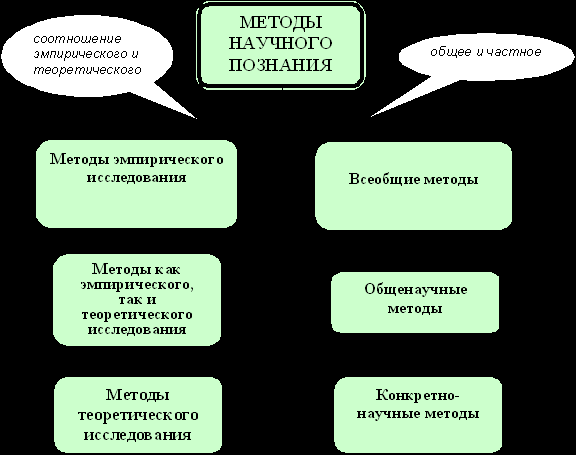 МЕТОДЫ
НАУЧНОГО
ПОЗНАНИЯ
соотношение
эмпирического и
теоретического
общее и частное
Методы эмпирического
исследования
Всеобщие методы
Методы как
эмпирического,
так и
теоретического
исследования
Общенаучные
методы
Методы
теоретического
исследования
Конкретно-
научные методы